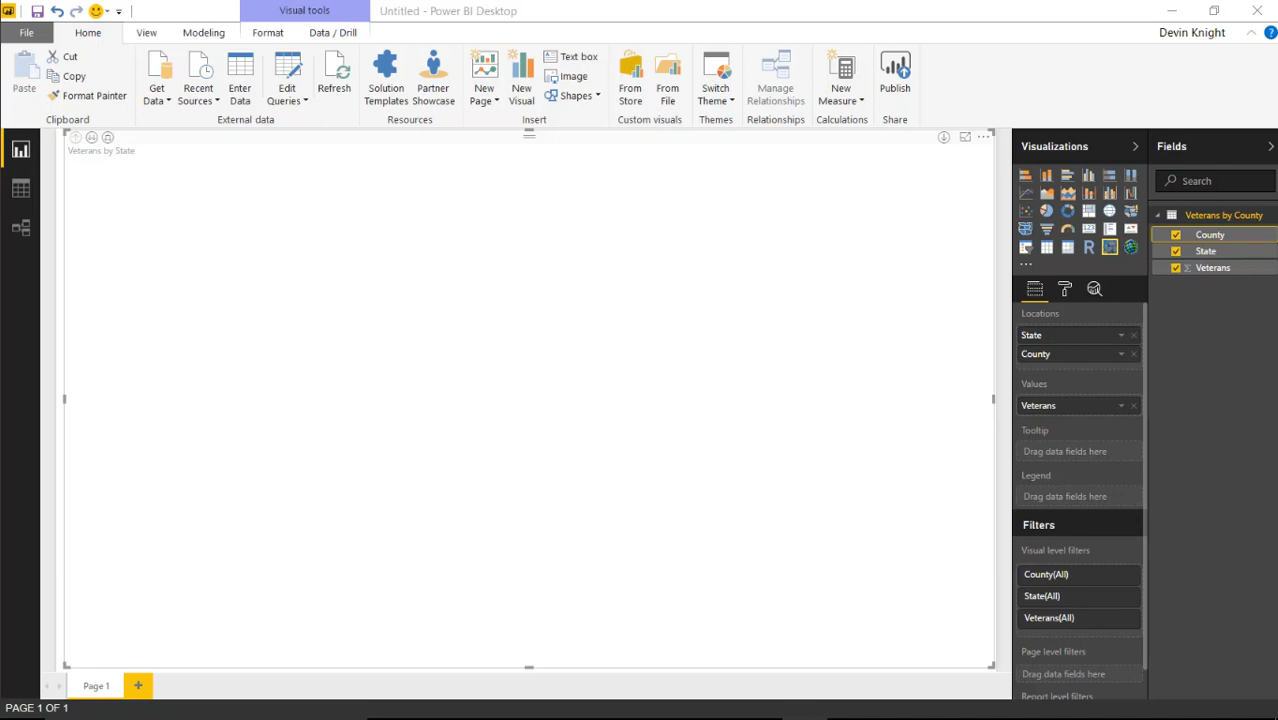 Visual tools
Untitled - Power BI Desktop
File
Home
View
Modeling
Format
Data / Drill
Devin Knight
Paste
Cut
Copy
Format Painter
Clipboard
Get Data
Recent Sources
Enter Data
Edit Queries
Refresh
External data
Solution Templates
Partner Showcase
Resources
New Page
New Visual
Text box
Image
Shapes
Insert
From Store
From File
Custom visuals
Switch Theme
Themes
Manage Relationships
Relationships
New Measure
Calculations
Publish
Share
Veterans by State
Visualizations
R
123
Locations
State
County
Values
Veterans
Tooltip
Drag data fields here
Legend
Drag data fields here
Filters
Visual level filters
County(All)
State(All)
Veterans(All)
Page level filters
Drag data fields here
Report level filters
Fields
Search
Veterans by County
County
State
Σ Veterans
Page 1
PAGE 1 OF 1